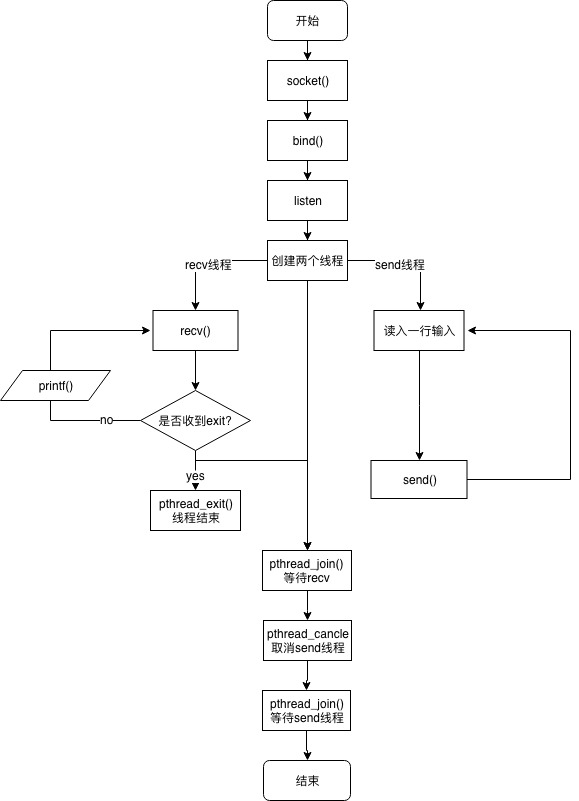 开始
socket()
bind()
listen
创建两个线程
recv线程
send线程
recv()
读入一行输入
printf()
是否收到exit?
no
yes
send()
pthread_exit()
线程结束
pthread_join()
等待recv
pthread_cancle
取消send线程
pthread_join()
等待send线程
结束